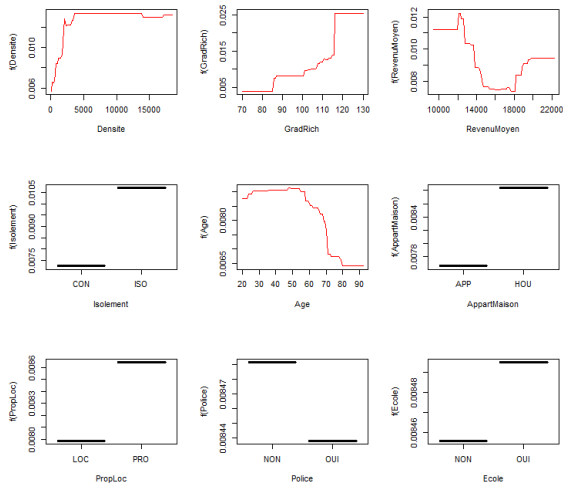 f(Densite)
0.006 0.010
0 5000 15000
Densite
f(GradRich)
0.005 0.015 0.025
70 80 90 100 110 120 130
GradRich
f(RevenuMoyen)
0.008 0.010 0.012
10000 14000 18000 22000
RevenuMoyen
f(Isolement)
0.0075 0.0090 0.0105
CON ISO
Isolement
f(Age)
0.0065 0.0080
20 30 40 50 60 70 80 90
Age
f(AppartMaison)
0.0078 0.0084
APP HOU
AppartMaison
f(PropLoc)
0.0080 0.0083 0.0086
LOC PRO
PropLoc
f(Police)
0.00844 0.00847
NON OUI
Police
f(Ecole)
0.00846 0.00848
NON OUI
Ecole